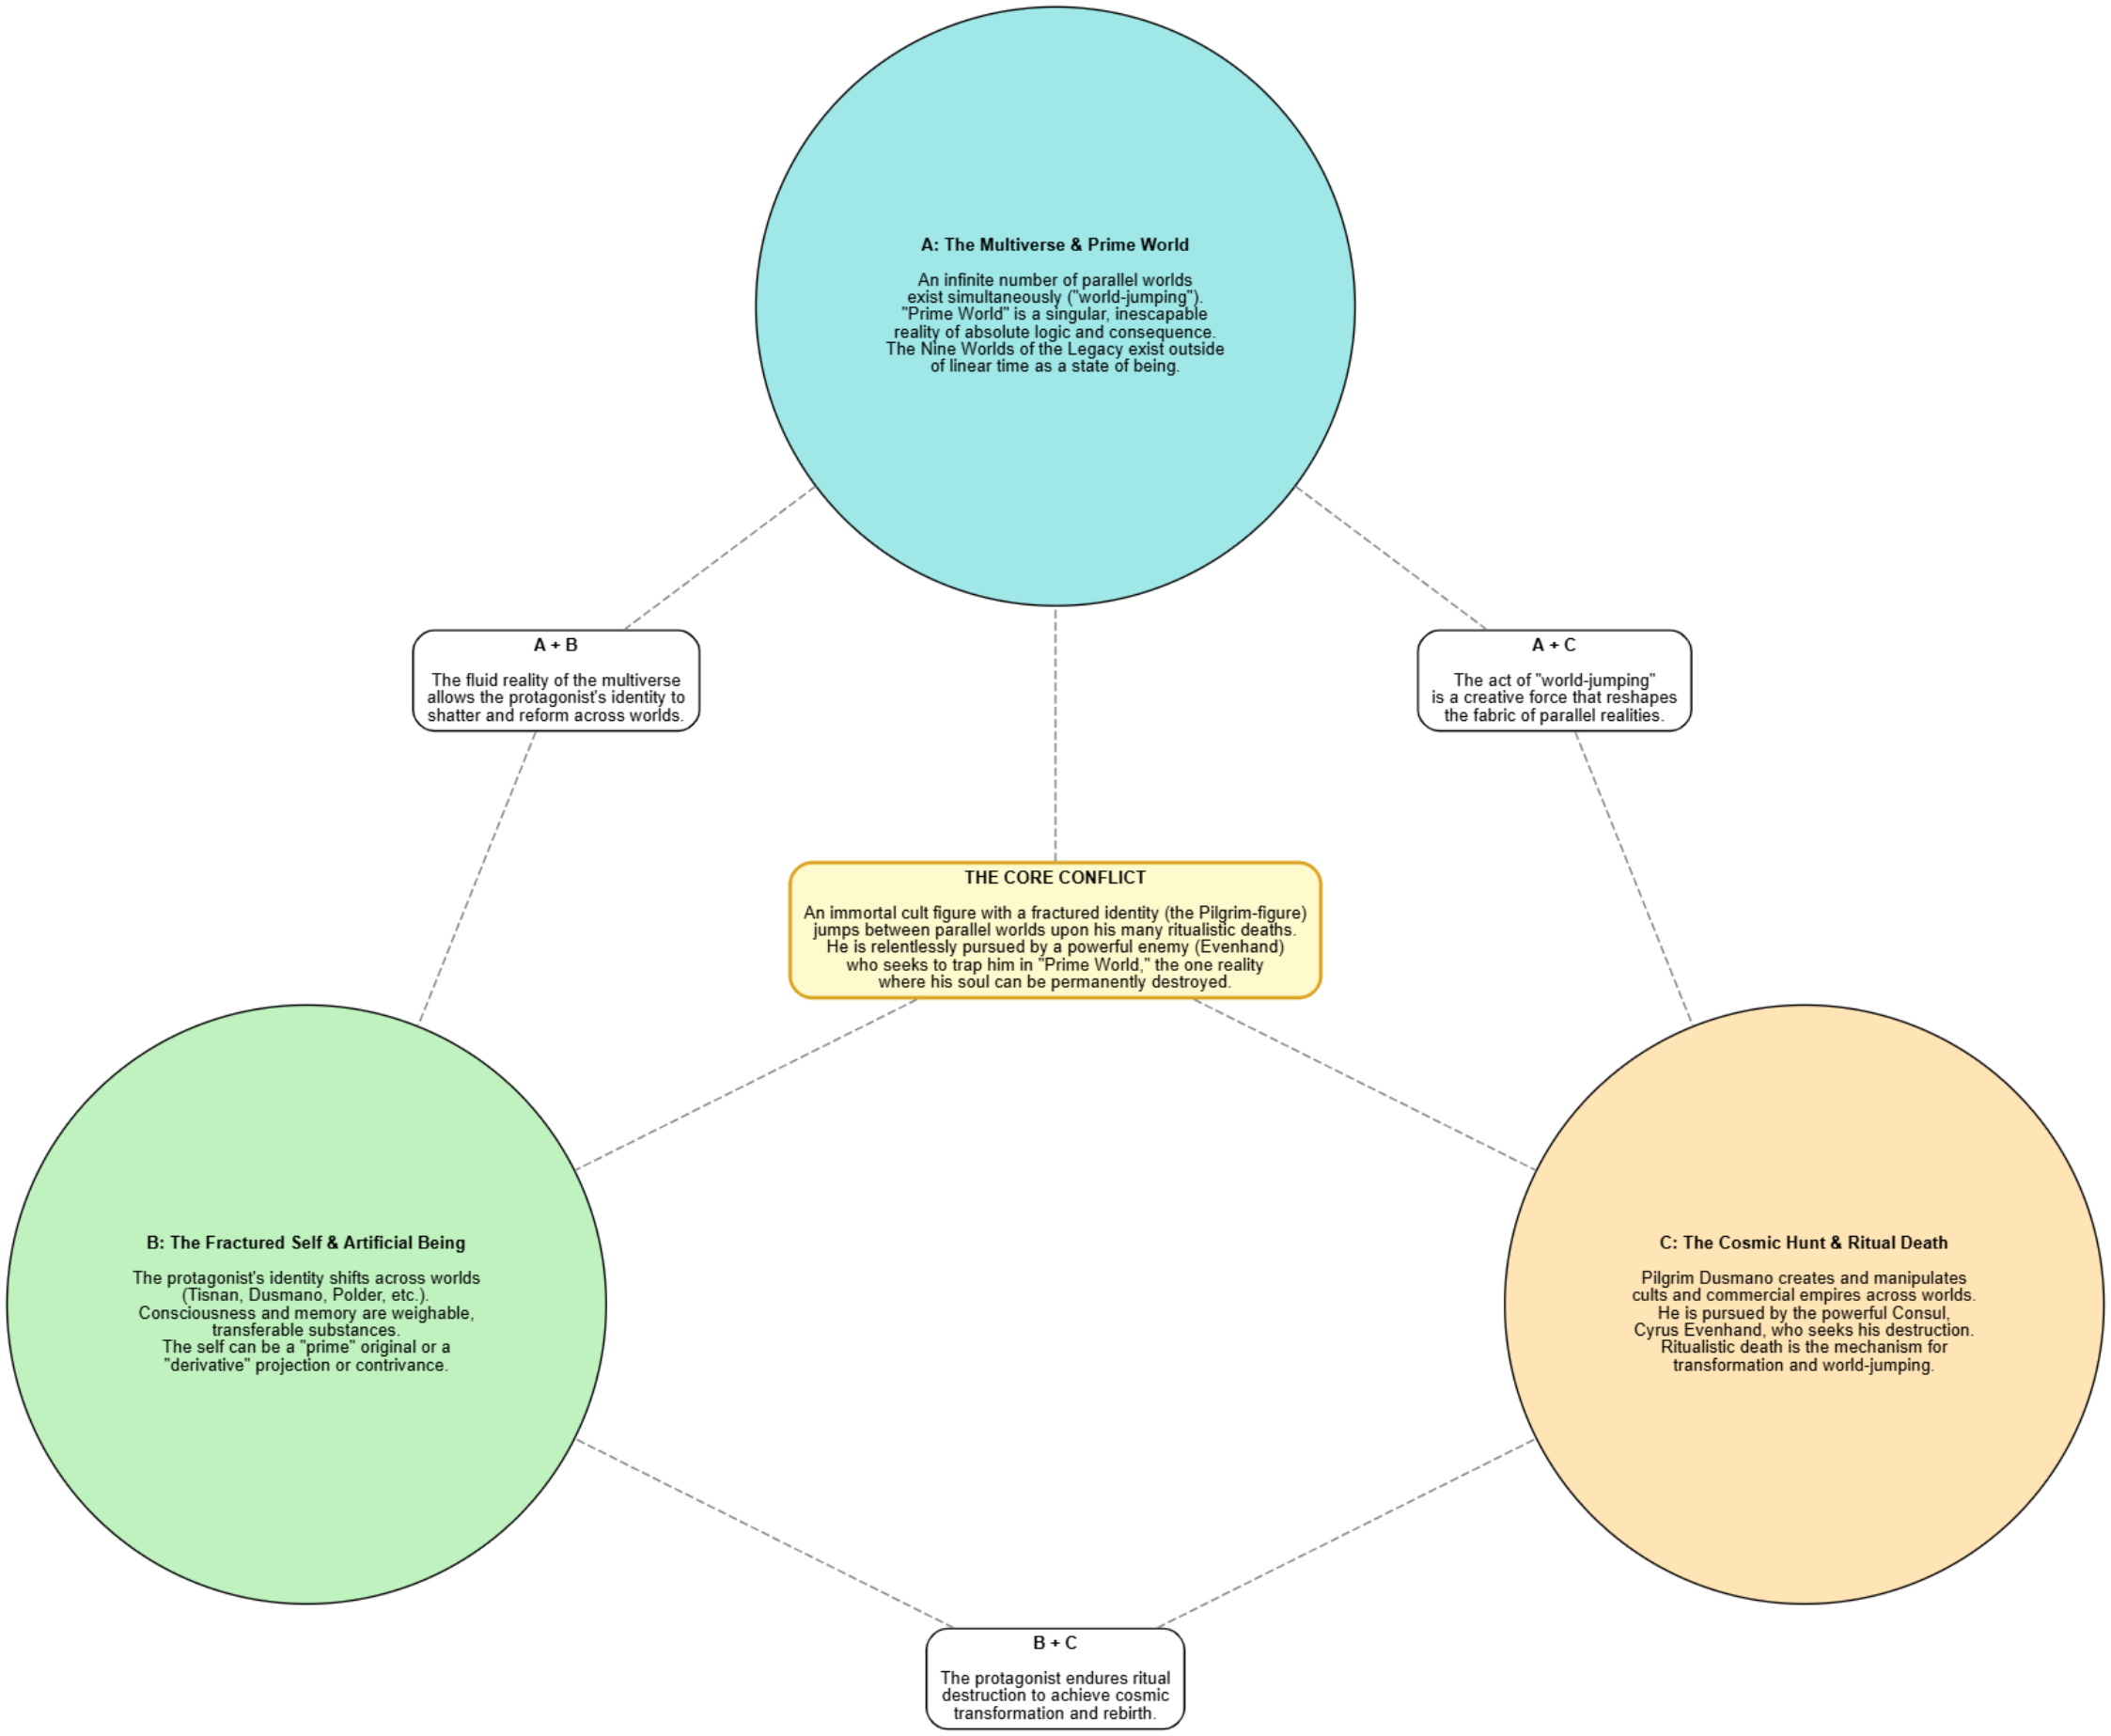 A: The Multiverse & Prime World
An infinite number of parallel worlds
exist simultaneously ("world-jumping").
"Prime World" is a singular, inescapable
reality of absolute logic and consequence.
The Nine Worlds of the Legacy exist outside
of linear time as a state of being.
A + B
The fluid reality of the multiverse
allows the protagonist's identity to
shatter and reform across worlds.
A + C
The act of "world-jumping"
is a creative force that reshapes
the fabric of parallel realities.
THE CORE CONFLICT
An immortal cult figure with a fractured identity (the Pilgrim-figure)
jumps between parallel worlds upon his many ritualistic deaths.
He is relentlessly pursued by a powerful enemy (Evenhand)
who seeks to trap him in "Prime World," the one reality
where his soul can be permanently destroyed.
B: The Fractured Self & Artificial Being
The protagonist's identity shifts across worlds
(Tisnan, Dusmano, Polder, etc.).
Consciousness and memory are weighable,
transferable substances.
The self can be a "prime" original or a
"derivative" projection or contrivance.
C: The Cosmic Hunt & Ritual Death
Pilgrim Dusmano creates and manipulates
cults and commercial empires across worlds.
He is pursued by the powerful Consul,
Cyrus Evenhand, who seeks his destruction.
Ritualistic death is the mechanism for
transformation and world-jumping.
B + C
The protagonist endures ritual
destruction to achieve cosmic
transformation and rebirth.